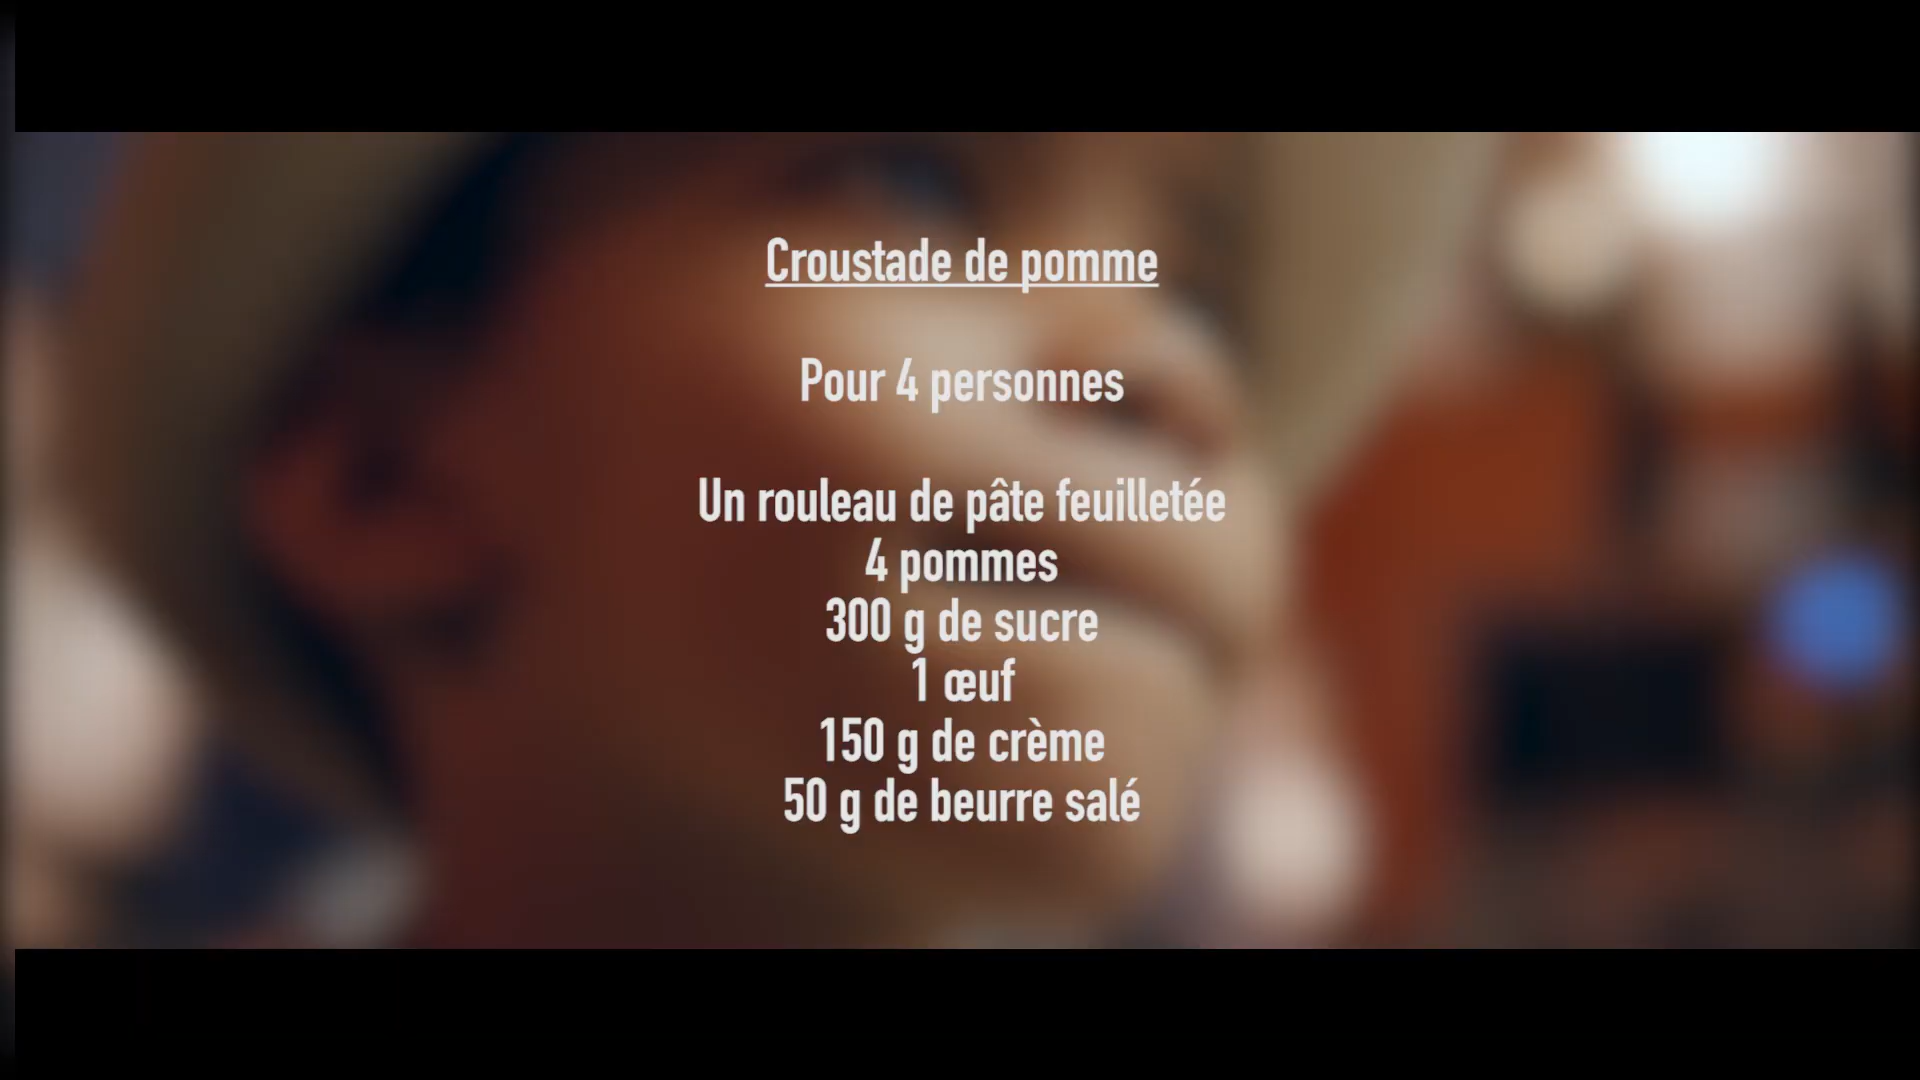 Croustade de pomme
Pour 4 personnes
Un rouleau de pâte feuilletée
4 pommes
300 g de sucre
1 œuf
150 g de crème
50 g de beurre salé